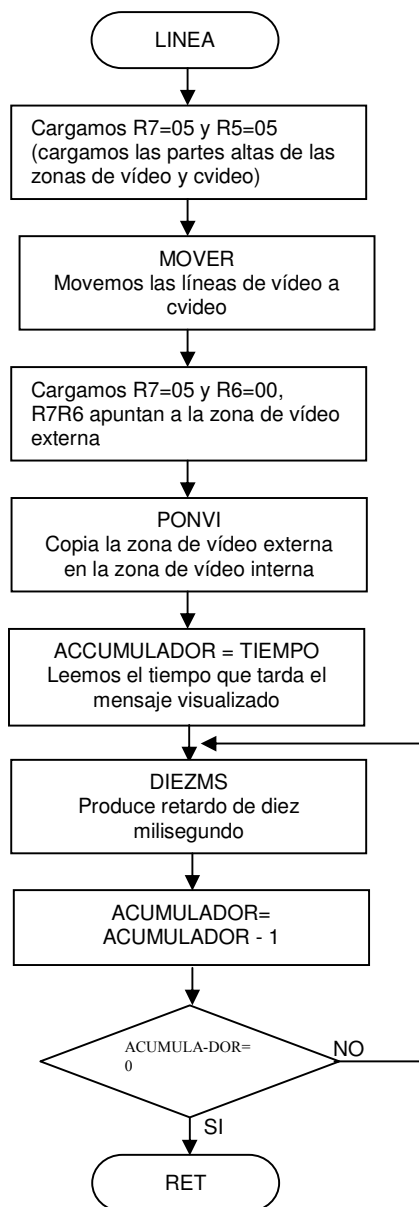 LINEA
Cargamos R7=05 y R5=05
(cargamos las partes altas de las
zonas de vídeo y cvideo)
MOVER
Movemos las líneas de vídeo a
cvideo
Cargamos R7=05 y R6=00,
R7R6 apuntan a la zona de vídeo
externa
PONVI
Copia la zona de vídeo externa
en la zona de vídeo interna
ACCUMULADOR = TIEMPO
Leemos el tiempo que tarda el
mensaje visualizado
DIEZMS
Produce retardo de diez
milisegundo
ACUMULADOR=
ACUMULADOR - 1
ACUMULA-DOR=
0
NO
SI
RET